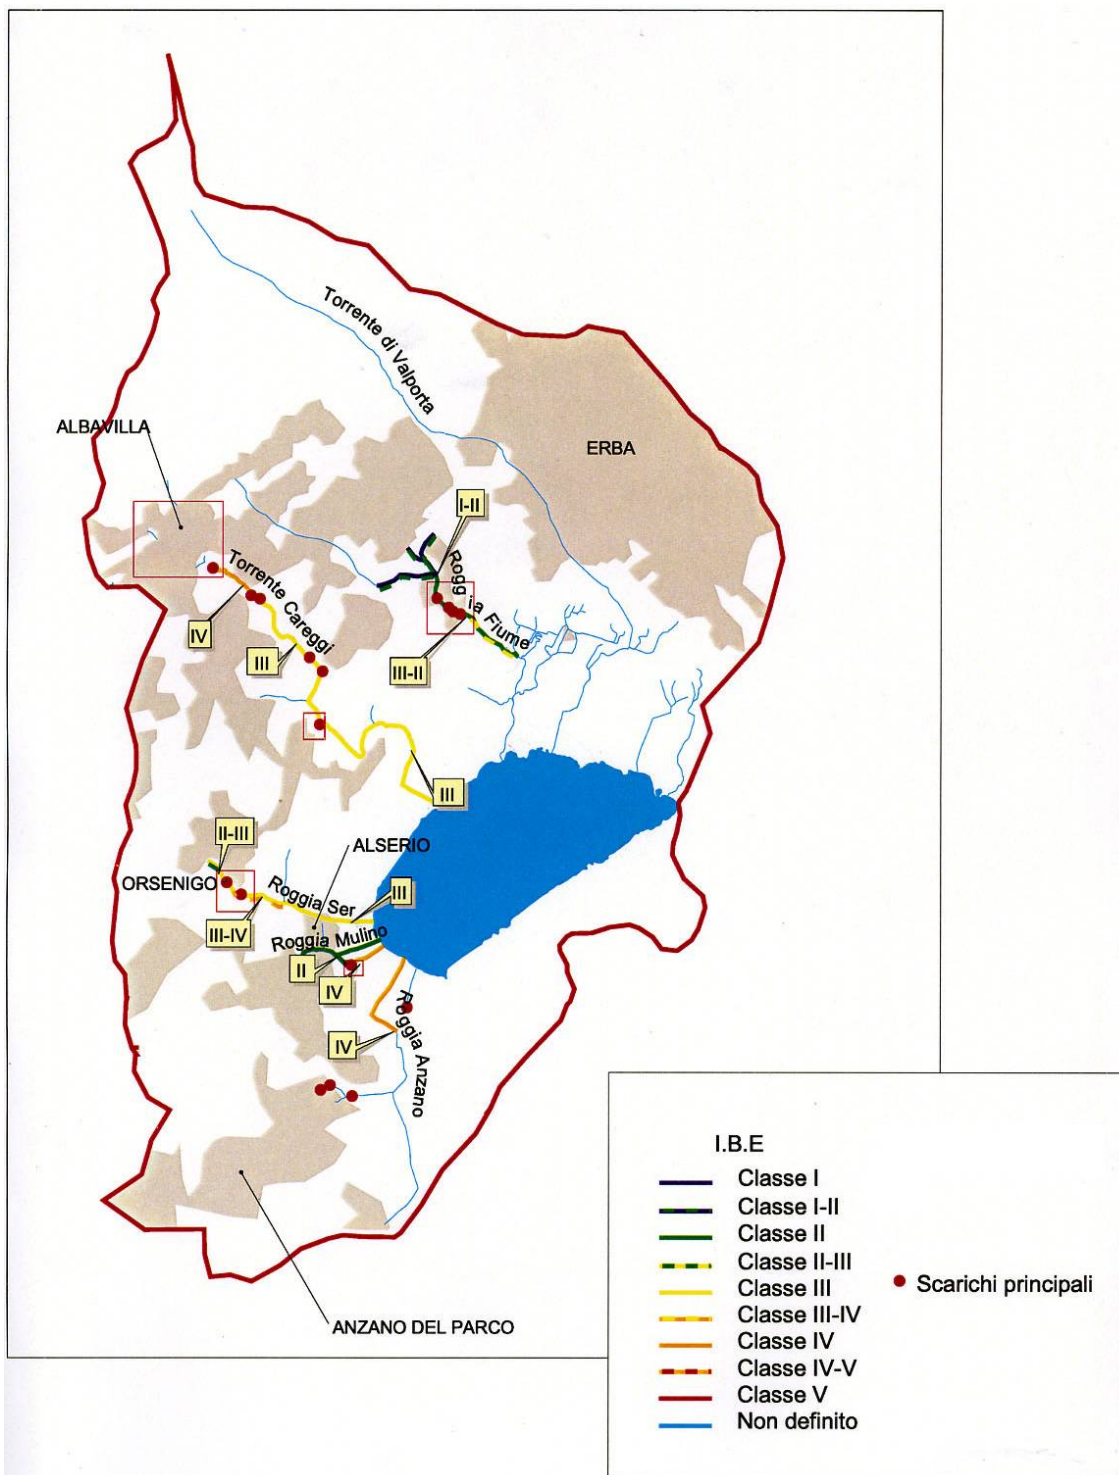 Torrente di Valporta
ALBAVILLA
ERBA
I-II
Roggia Fiume
Torrente Careggi
IV
III
III-II
III
II-III
ALSERIO
ORSENIGO
Roggia Ser
III
III-IV
Roggia Mulino
II
IV
Roggia Anzano
IV
ANZANO DEL PARCO
I.B.E
Classe I
Classe I-II
Classe II
Classe II-III
Classe III
Classe III-IV
Classe IV
Classe IV-V
Classe V
Non definito
Scarichi principali